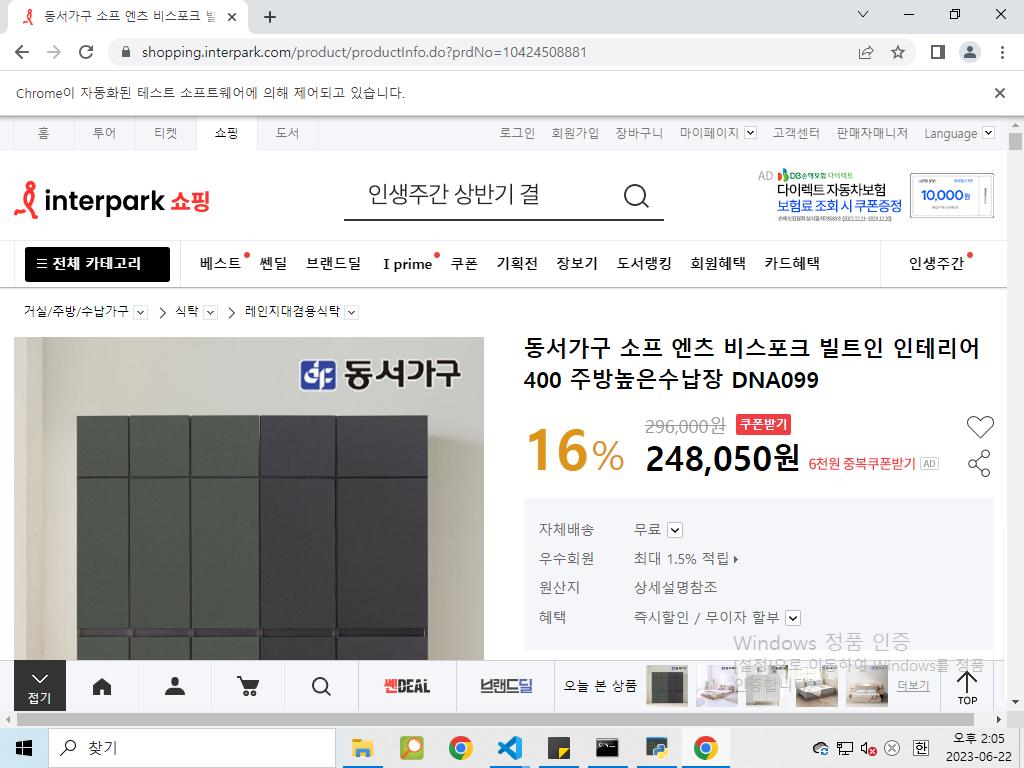 동서가구 소프 엔츠 비스포크 빌
shopping.interpark.com/product/productInfo.do?prdNo=10424508881
Chrome이 자동화된 테스트 소프트웨어에 의해 제어되고 있습니다.
홈 투어 티켓 쇼핑 도서 로그인 회원가입 장바구니 마이페이지 고객센터 판매자매니저 Language
interpark 쇼핑
인생주간 상반기 결
AD DB손해보험 다이렉트
다이렉트 자동차보험
보험료 조회 시 쿠폰증정
10,000원
전체 카테고리 베스트 쎈딜 브랜드딜 I prime 쿠폰 기획전 장보기 도서랭킹 회원혜택 카드혜택 인생주간
거실/주방/수납가구 식탁 레인지대겸용식탁
동서가구
동서가구 소프 엔츠 비스포크 빌트인 인테리어
400 주방높은수납장 DNA099
16%
296,000원 쿠폰받기
248,050원 6천원 중복쿠폰받기 AD
자체배송 무료
우수회원 최대 1.5% 적립
원산지 상세설명참조
혜택 즉시할인 / 무이자 할부
Windows 정품 인증
[설정]으로 이동하여 Windows를 정품
인증합니다.
접기
쎈DEAL
브랜드딜
오늘 본 상품
더보기
TOP
찾기
한
오후 2:05
2023-06-22